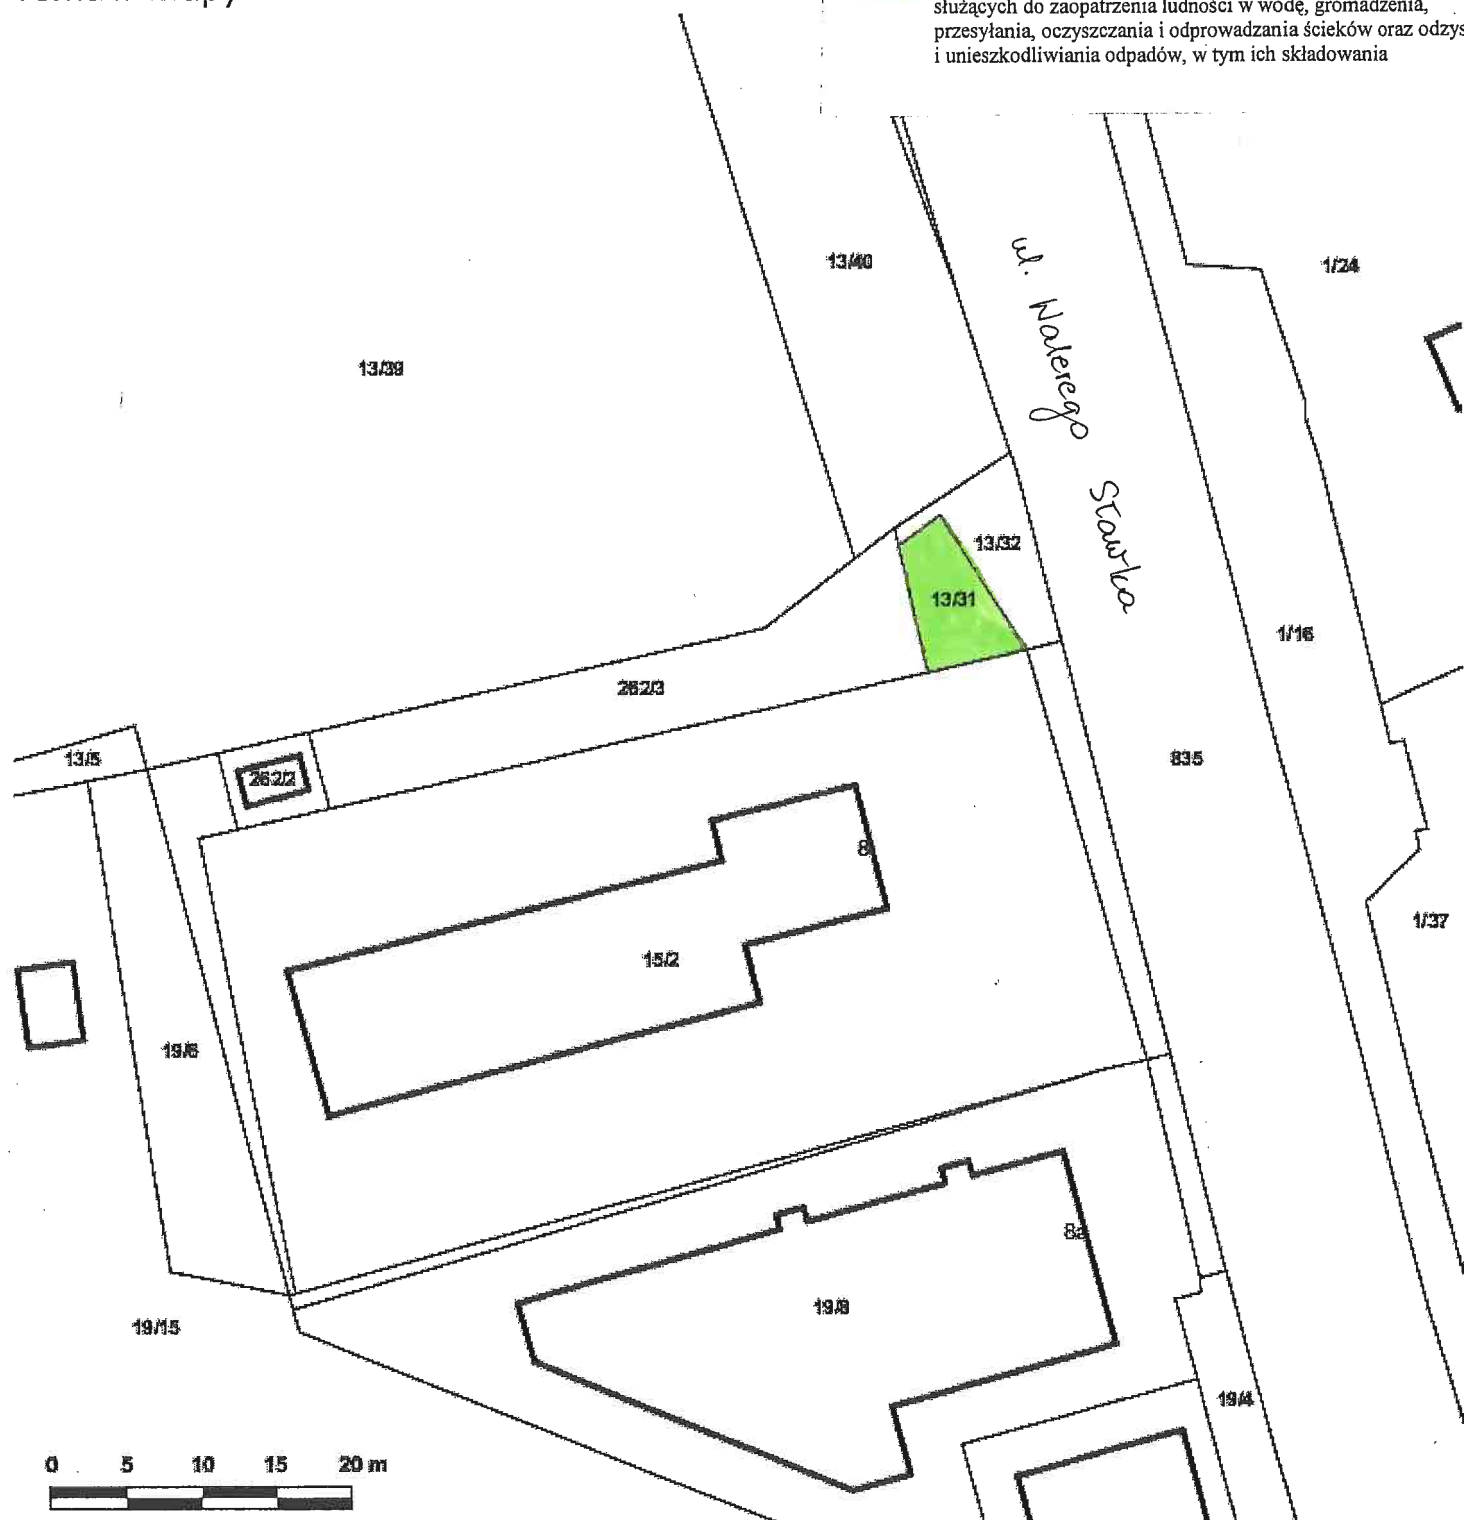 służących do zaopatrzenia ludności w wodę, gromadzenia,
przesyłania, oczyszczania i odprowadzania ścieków oraz odzys
i unieszkodliwiania odpadów, w tym ich składowania
13/40
1/24
ul. Walerego Sławka
13/39
13/32
13/31
1/16
262/3
13/5
262/2
835
8
1/37
15/2
19/6
8a
19/8
19/15
19/4
0 5 10 15 20 m